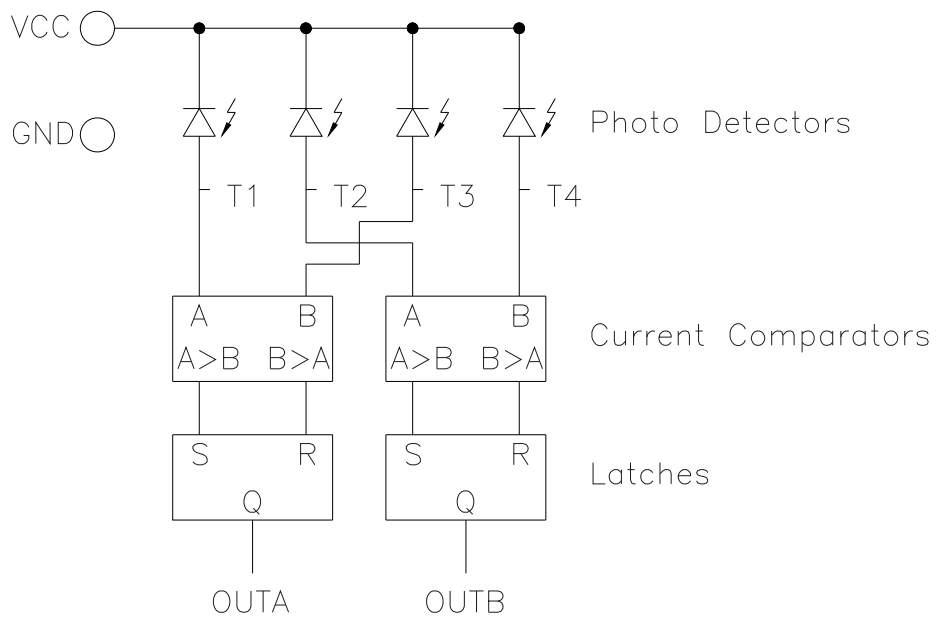 VCC
GND
Photo Detectors
T1 T2 T3 T4
A B A B
Current Comparators
A>B B>A A>B B>A
S R S R
Latches
Q Q
OUTA OUTB